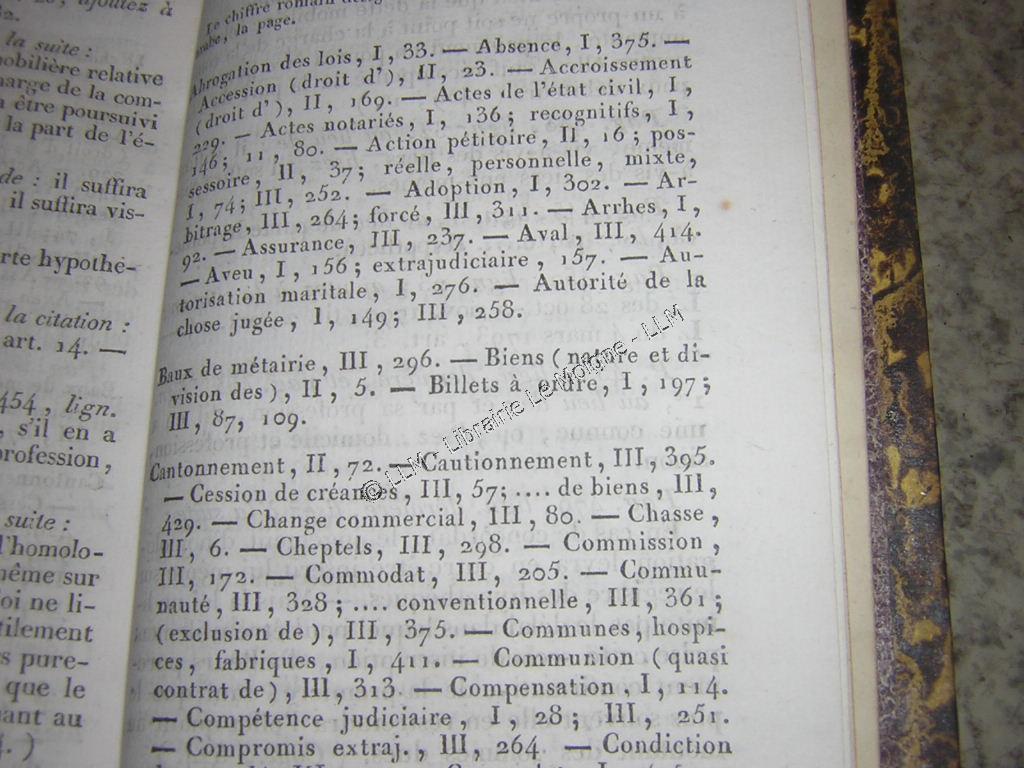 ajoutez à
la suite :
obilière relative
arge de la com-
être poursuivi
la part de l'é-
de : il suffira
il suffira vis-
rte hypothé-
la citation :
art. 14. —
454, lign.
, s'il en a
rofession,
suite :
l'homolo-
nême sur
oi ne li-
tilement
s pure-
que le
ant au
.)
Le chiffre romain
, la page.
Abrogation des lois, I, 33. — Absence, I, 375. —
Accession (droit d'), II, 23. — Accroissement
(droit d'), II, 169. — Actes de l'état civil, I,
229. — Actes notariés, I, 136; recognitifs, I,
146; II, 80. — Action pétitoire, II, 16; pos-
sessoire, II, 37; réelle, personnelle, mixte,
I, 74; III, 252. — Adoption, I, 302. — Ar-
bitrage, III, 264; forcé, III, 311. — Arrhes, I,
92. — Assurance, III, 237. — Aval, III, 414.
— Aveu, I, 156; extrajudiciaire, 157. — Au-
torisation maritale, I, 276. — Autorité de la
chose jugée, I, 149; III, 258.
Baux de métairie, III, 296. — Biens (nature et di-
vision des), II, 5. — Billets à ordre, I, 197;
III, 87, 109.
Cantonnement, II, 72. — Cautionnement, III, 395.
— Cession de créances, III, 57; .... de biens, III,
429. — Change commercial, III, 80. — Chasse,
III, 6. — Cheptels, III, 298. — Commission,
III, 172. — Commodat, III, 205. — Commu-
nauté, III, 328; .... conventionnelle, III, 361;
(exclusion de), III, 375. — Communes, hospi-
ces, fabriques, I, 411. — Communion (quasi
contrat de), III, 313. — Compensation, I, 114.
— Compétence judiciaire, I, 28; III, 251.
— Compromis extraj., III, 264. — Condiction
© LLM - Librairie Le Moigne - LLM